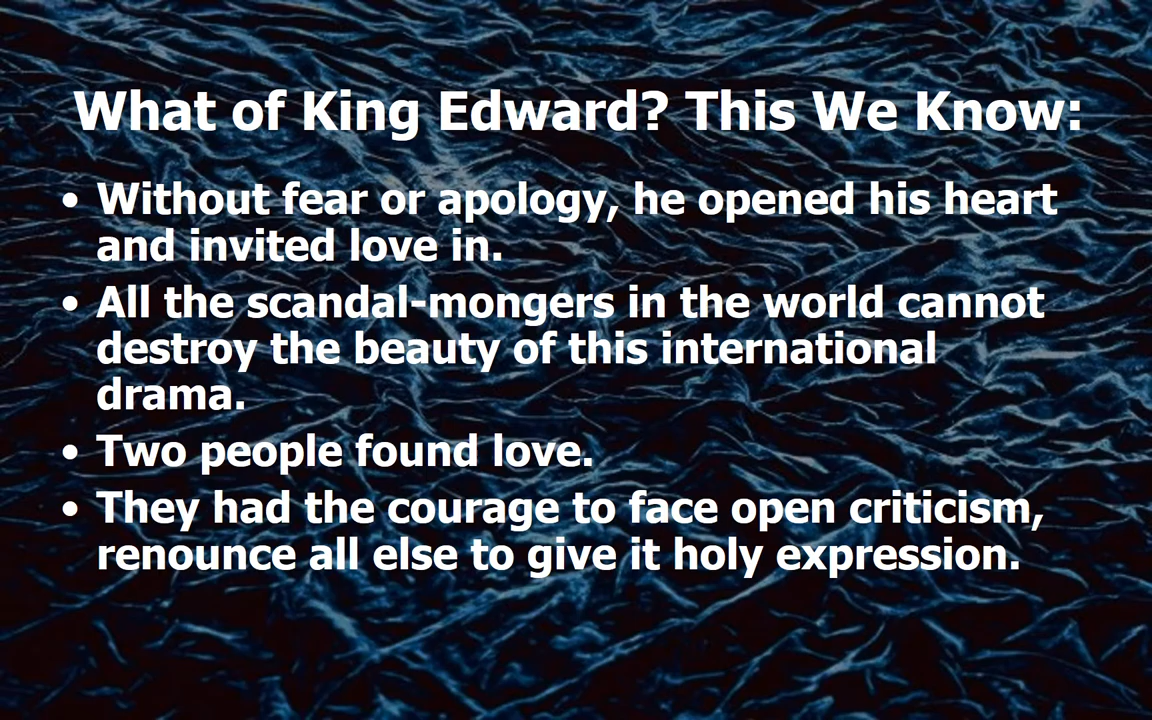 What of King Edward? This We Know:
• Without fear or apology, he opened his heart
and invited love in.
• All the scandal-mongers in the world cannot
destroy the beauty of this international
drama.
• Two people found love.
• They had the courage to face open criticism,
renounce all else to give it holy expression.